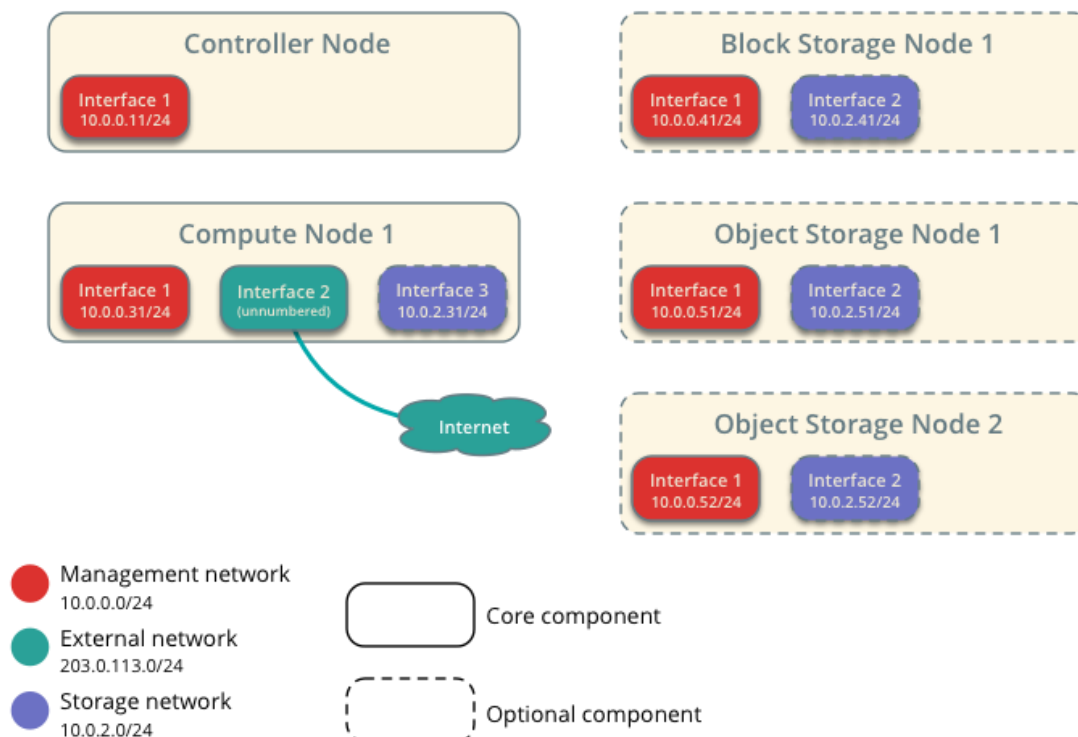 Controller Node
Interface 1
10.0.0.11/24
Block Storage Node 1
Interface 1
10.0.0.41/24
Interface 2
10.0.2.41/24
Compute Node 1
Interface 1
10.0.0.31/24
Interface 2
(unnumbered)
Interface 3
10.0.2.31/24
Internet
Object Storage Node 1
Interface 1
10.0.0.51/24
Interface 2
10.0.2.51/24
Object Storage Node 2
Interface 1
10.0.0.52/24
Interface 2
10.0.2.52/24
Management network
10.0.0.0/24
External network
203.0.113.0/24
Storage network
10.0.2.0/24
Core component
Optional component